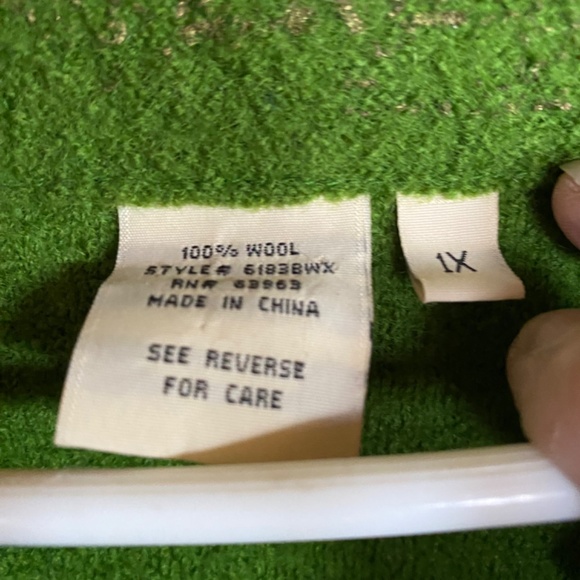 100% WOOL
STYLE# 6183BWX
RN# 63963
MADE IN CHINA
SEE REVERSE
FOR CARE
1X